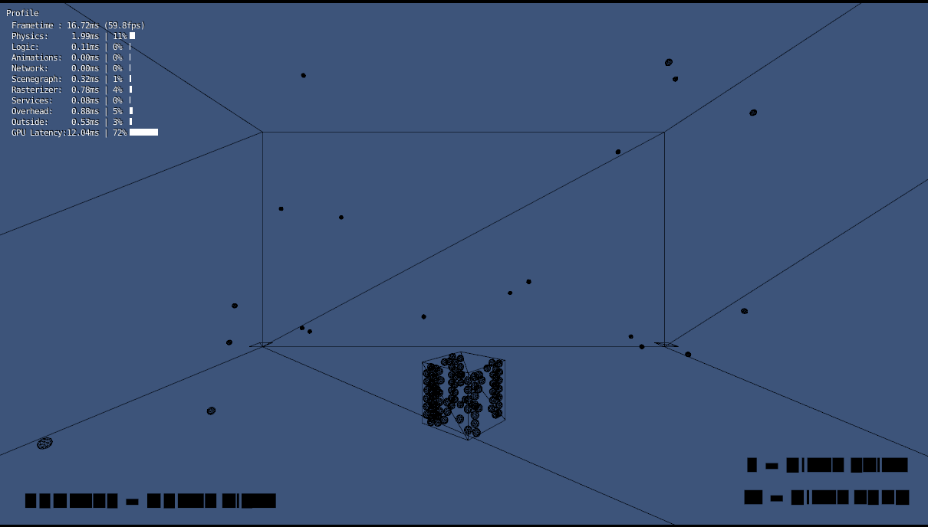 Profile
Frametime : 16.72ms (59.8fps)
Physics: 1.99ms | 11%
Logic: 0.11ms | 0%
Animations: 0.00ms | 0%
Network: 0.00ms | 0%
Scenegraph: 0.32ms | 1%
Rasterizer: 0.78ms | 4%
Services: 0.08ms | 0%
Overhead: 0.88ms | 5%
Outside: 0.53ms | 3%
GPU Latency:12.04ms | 72%